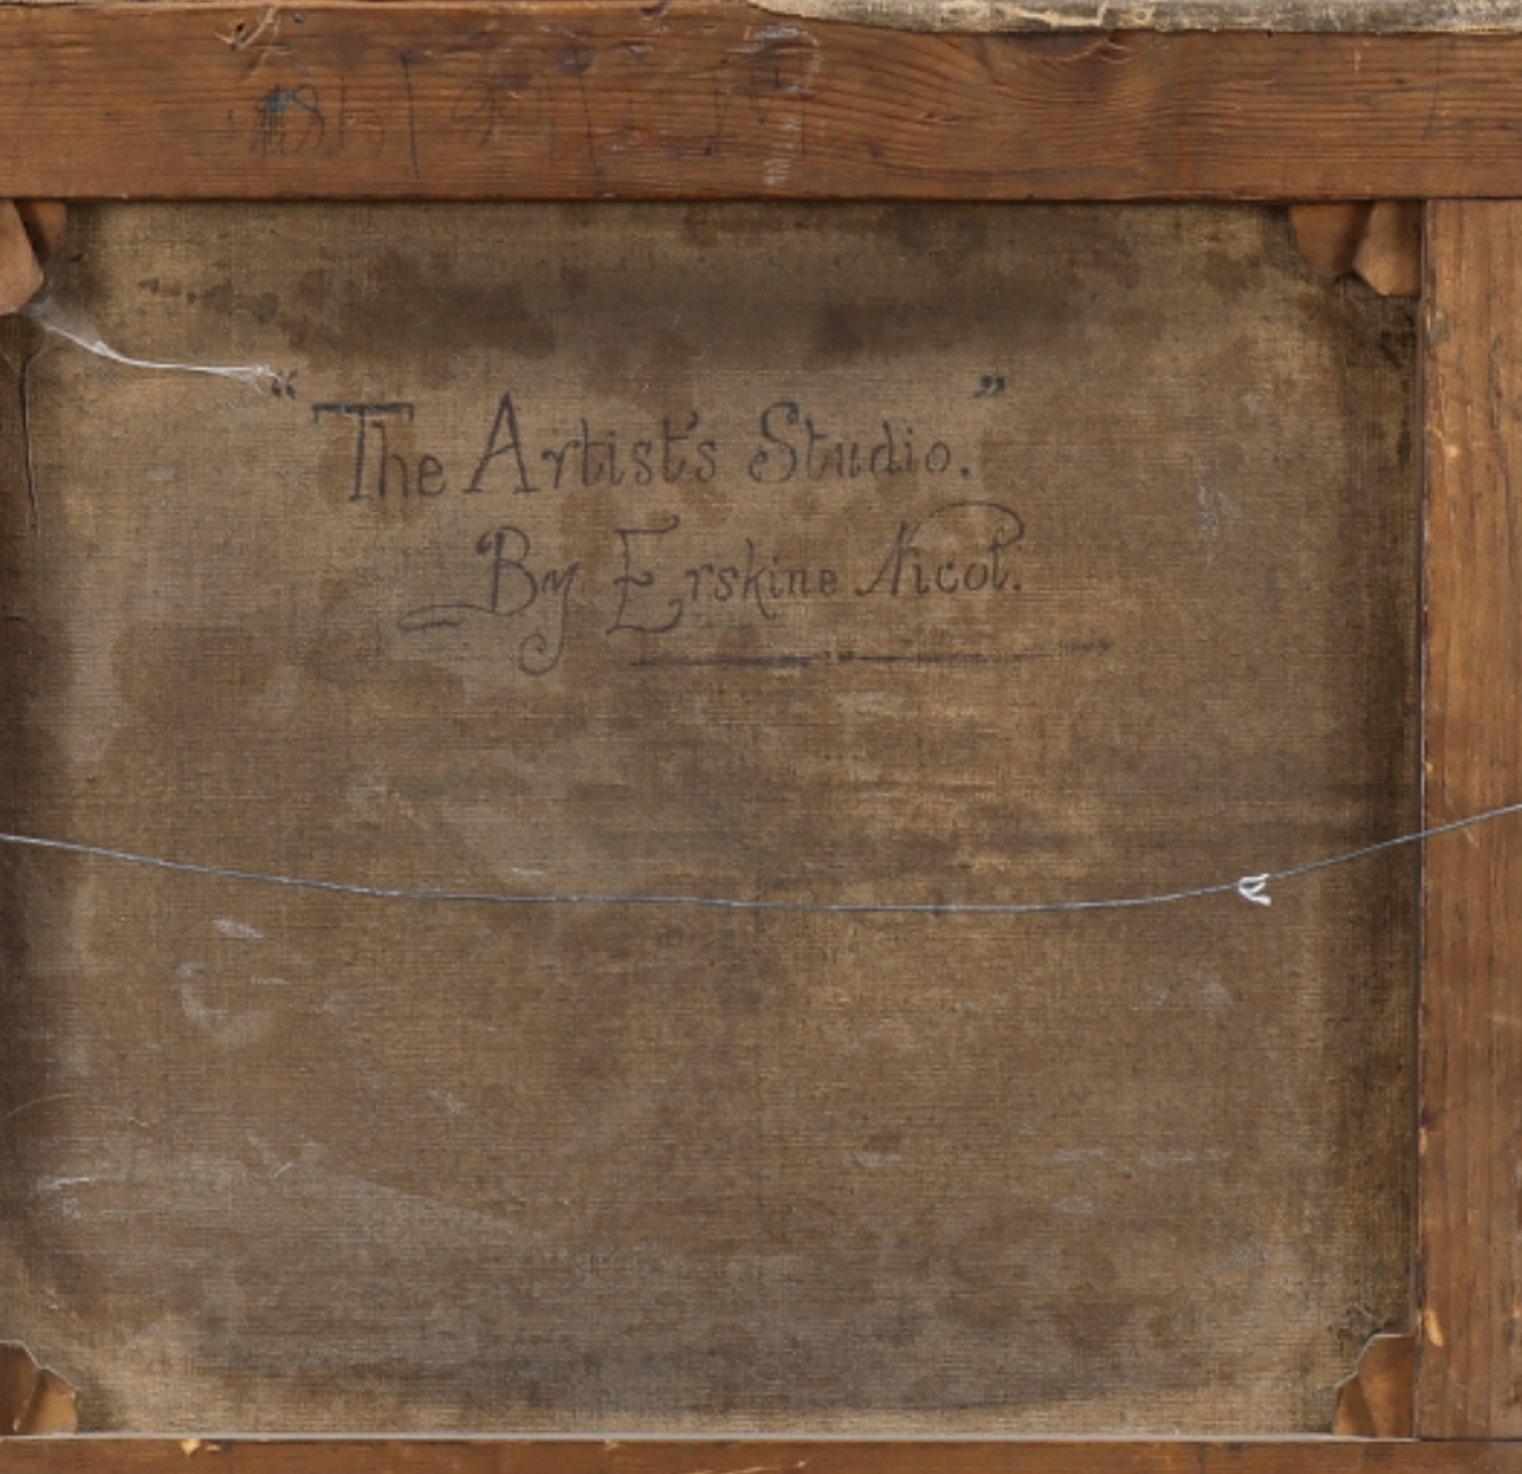 “The Artist's Studio.”
By Erskine Nicol.